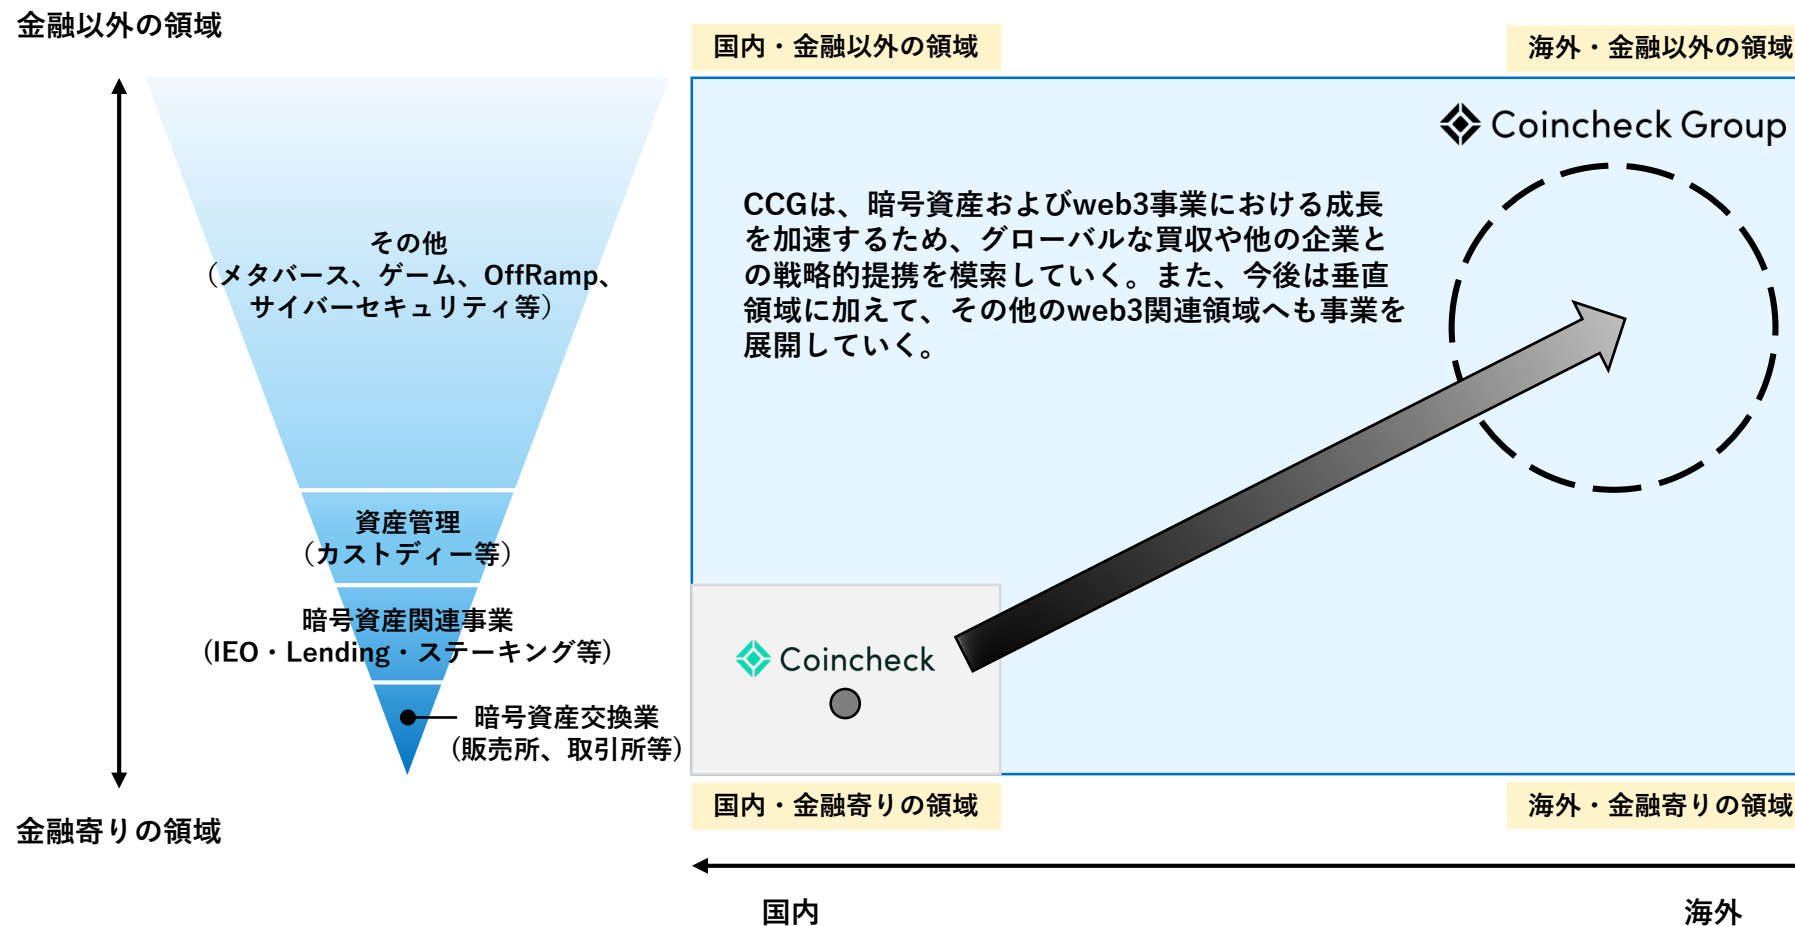 金融以外の領域
国内・金融以外の領域
海外・金融以外の領域
Coincheck Group
CCGは、暗号資産およびweb3事業における成長
を加速するため、グローバルな買収や他の企業と
の戦略的提携を模索していく。また、今後は垂直
領域に加えて、その他のweb3関連領域へも事業を
展開していく。
その他
（メタバース、ゲーム、OffRamp、
サイバーセキュリティ等）
資産管理
（カストディー等）
暗号資産関連事業
(IEO・Lending・ステーキング等)
暗号資産交換業
(販売所、取引所等)
Coincheck
国内・金融寄りの領域
海外・金融寄りの領域
金融寄りの領域
国内
海外